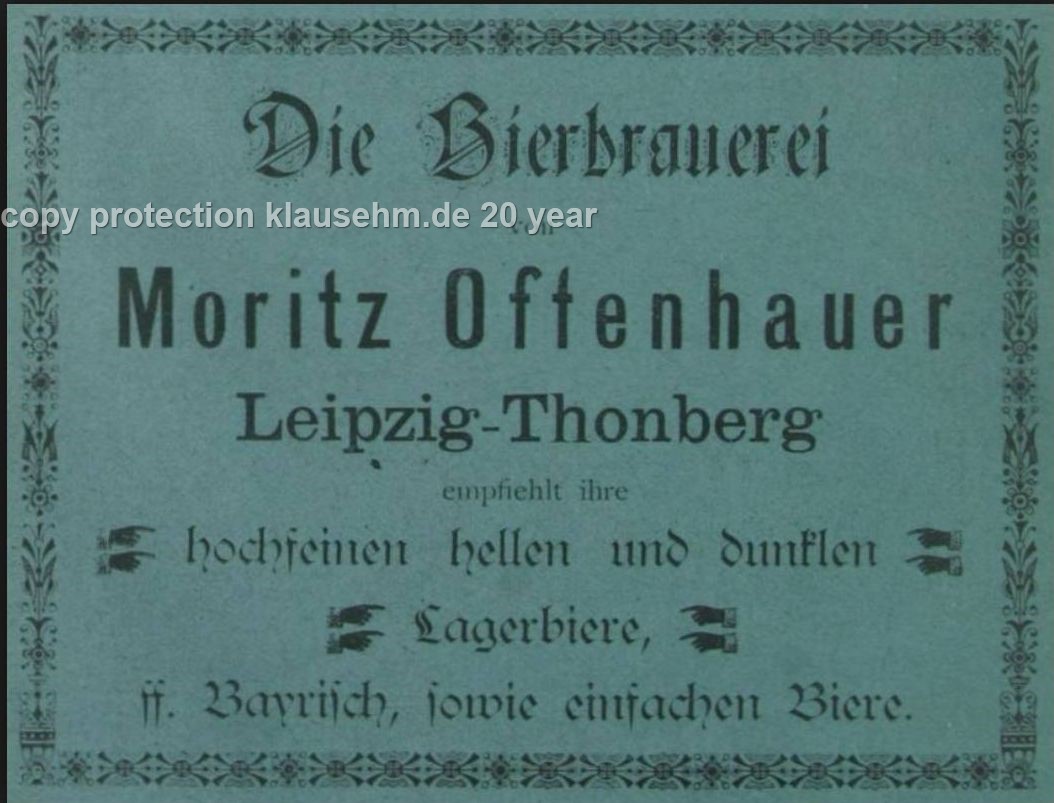 Die Bierbrauerei
copy protection klausehm.de 20 year
von
Moritz Offenhauer
Leipzig-Thonberg
empfiehlt ihre
hochfeinen hellen und dunklen
Lagerbiere,
ff. Bayrisch, sowie einfachen Biere.